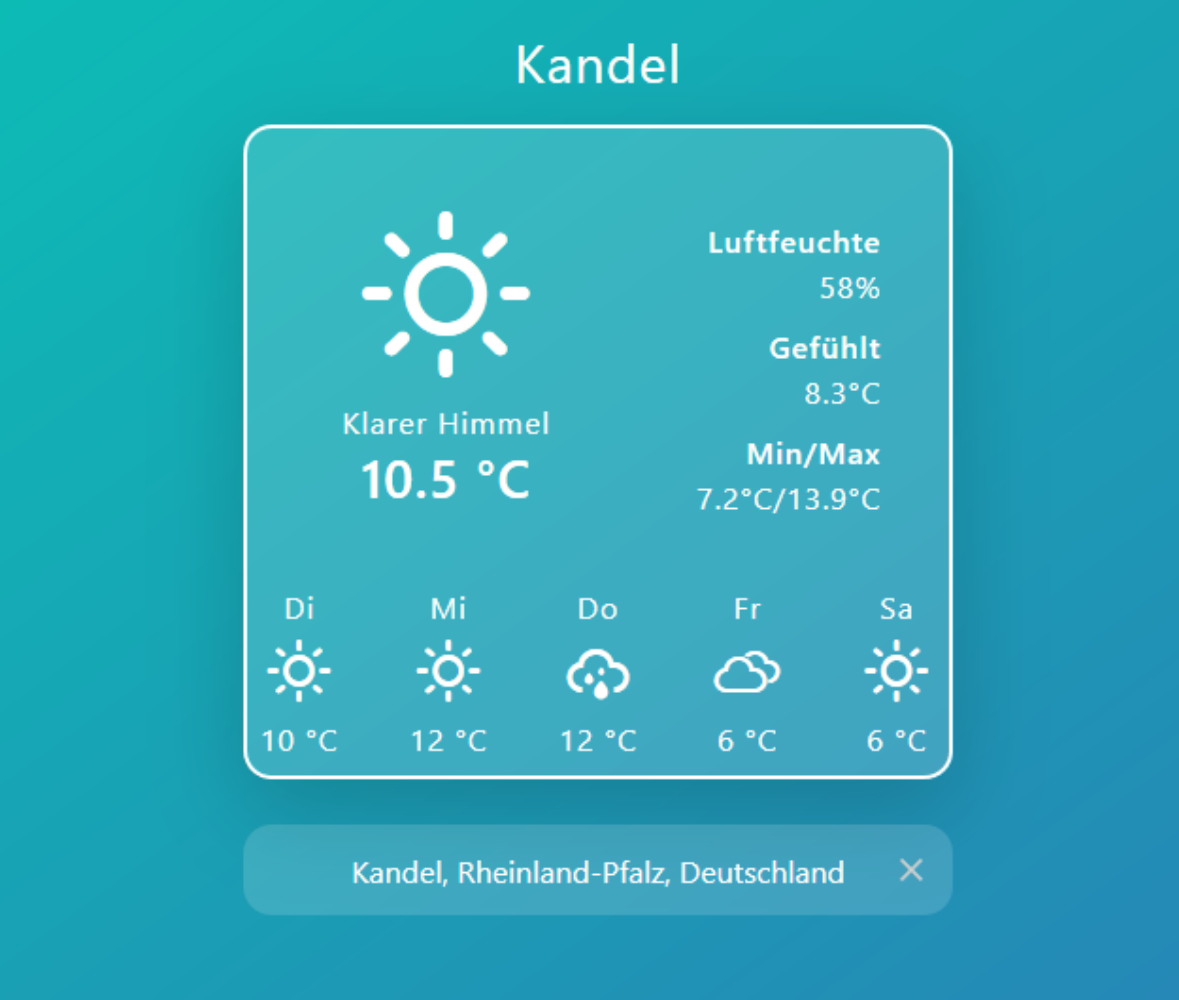 Kandel
Luftfeuchte
58%
Gefühlt
8.3°C
Klarer Himmel
10.5 °C
Min/Max
7.2°C/13.9°C
Di Mi Do Fr Sa
10 °C 12 °C 12 °C 6 °C 6 °C
Kandel, Rheinland-Pfalz, Deutschland